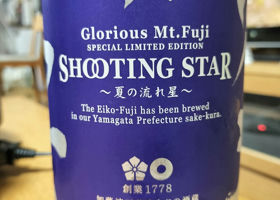 Glorious Mt.Fuji
SPECIAL LIMITED EDITION
SHOOTING STAR
～夏の流れ星～
The Eiko-Fuji has been brewed
in our Yamagata Prefecture sake-kura.
創業1778